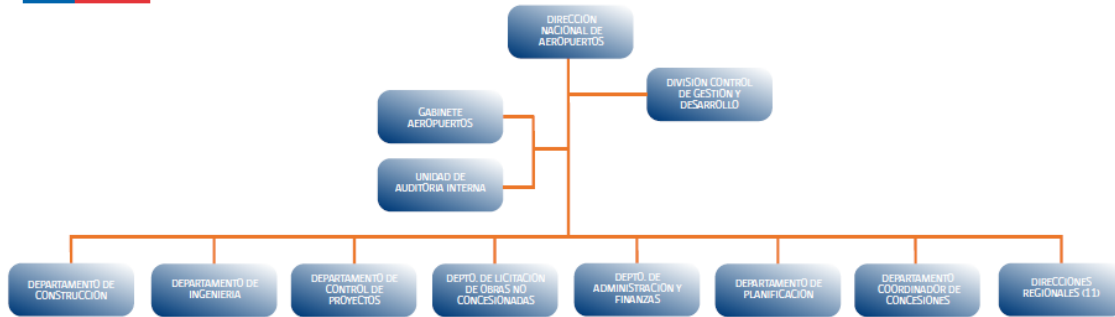 DIRECCIÓN
NACIONAL DE
AEROPUERTOS
DIVISIÓN CONTROL
DE GESTIÓN Y
DESARROLLO
GABINETE
AEROPUERTOS
UNIDAD DE
AUDITORIA INTERNA
DEPARTAMENTO DE
CONSTRUCCIÓN
DEPARTAMENTO DE
INGENIERIA
DEPARTAMENTO DE
CONTROL DE
PROYECTOS
DEPTO. DE LICITACIÓN
DE OBRAS NO
CONCESIONADAS
DEPTO. DE
ADMINISTRACIÓN Y
FINANZAS
DEPARTAMENTO DE
PLANIFICACIÓN
DEPARTAMENTO
COORDINADOR DE
CONCESIONES
DIRECCIONES
REGIONALES (11)